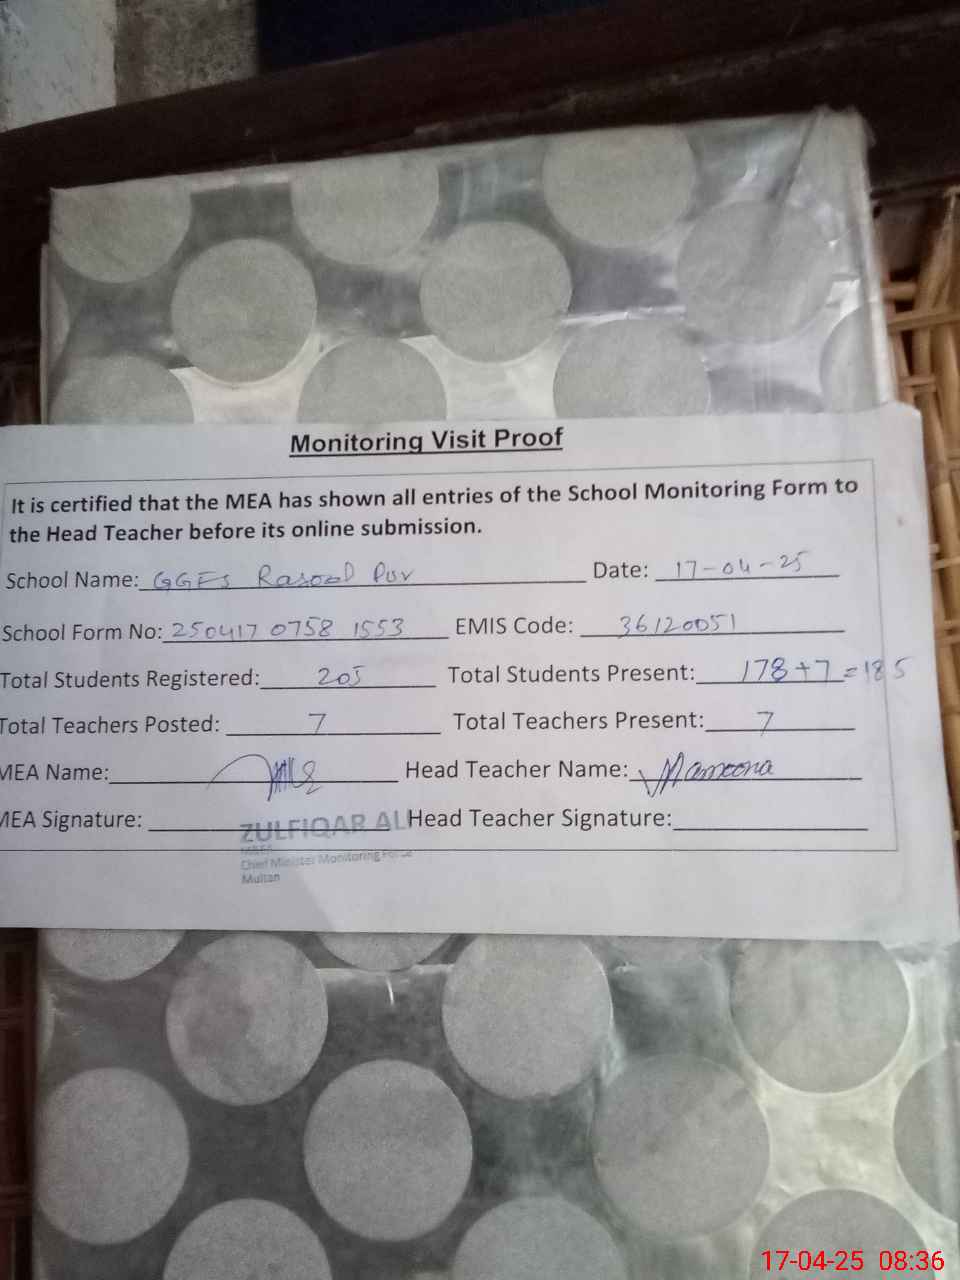 Monitoring Visit Proof
It is certified that the MEA has shown all entries of the School Monitoring Form to
the Head Teacher before its online submission.
School Name: GGES Rasool Pur Date: 17-04-25
School Form No: 250417 0758 1553 EMIS Code: 36120051
Total Students Registered: 205 Total Students Present: 178+7=185
Total Teachers Posted: 7 Total Teachers Present: 7
MEA Name: Head Teacher Name: Mamoona
MEA Signature: Head Teacher Signature:
ZULFIQAR ALI
Chief Minister Monitoring Force
Multan
17-04-25 08:36